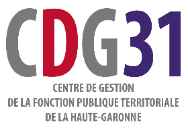 CDG31
CENTRE DE GESTION
DE LA FONCTION PUBLIQUE TERRITORIALE
DE LA HAUTE-GARONNE